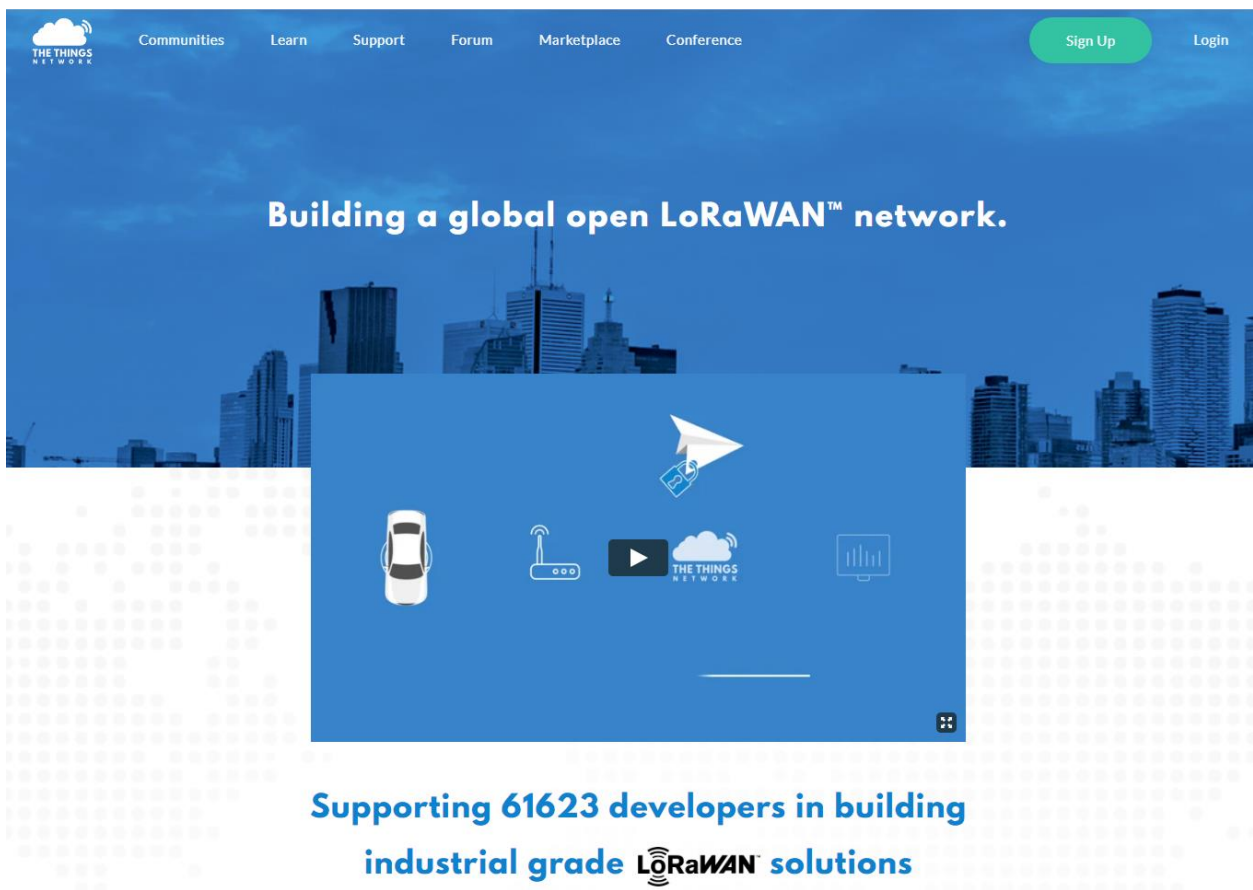 THE THINGS
NETWORK
Communities Learn Support Forum Marketplace Conference Sign Up Login
Building a global open LoRaWAN™ network.
THE THINGS
NETWORK
Supporting 61623 developers in building
industrial grade LoRaWAN™ solutions